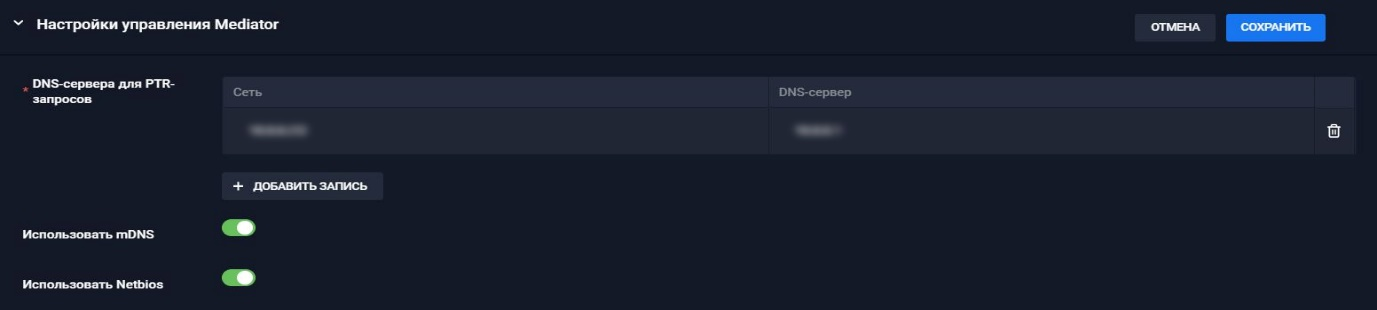 Настройки управления Mediator
ОТМЕНА
СОХРАНИТЬ
* DNS-сервера для PTR-
запросов
Сеть
DNS-сервер
+ ДОБАВИТЬ ЗАПИСЬ
Использовать mDNS
Использовать Netbios